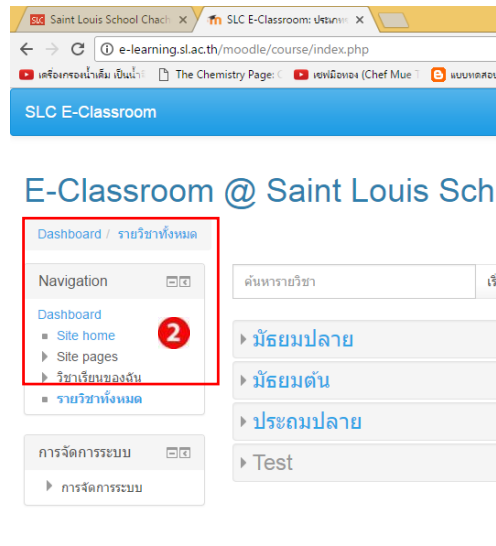 Saint Louis School Chach
SLC E-Classroom: ประเภท
e-learning.sl.ac.th/moodle/course/index.php
เครื่องกรองน้ำเค็ม เป็นน้ำ
The Chemistry Page:
เชฟมือทอง (Chef Mue
แบบทดสอบ
SLC E-Classroom
E-Classroom @ Saint Louis Sch
Dashboard / รายวิชาทั้งหมด
Navigation
ค้นหารายวิชา
Dashboard
Site home
2
Site pages
วิชาเรียนของฉัน
รายวิชาทั้งหมด
มัธยมปลาย
มัธยมต้น
ประถมปลาย
Test
การจัดการระบบ
การจัดการระบบ